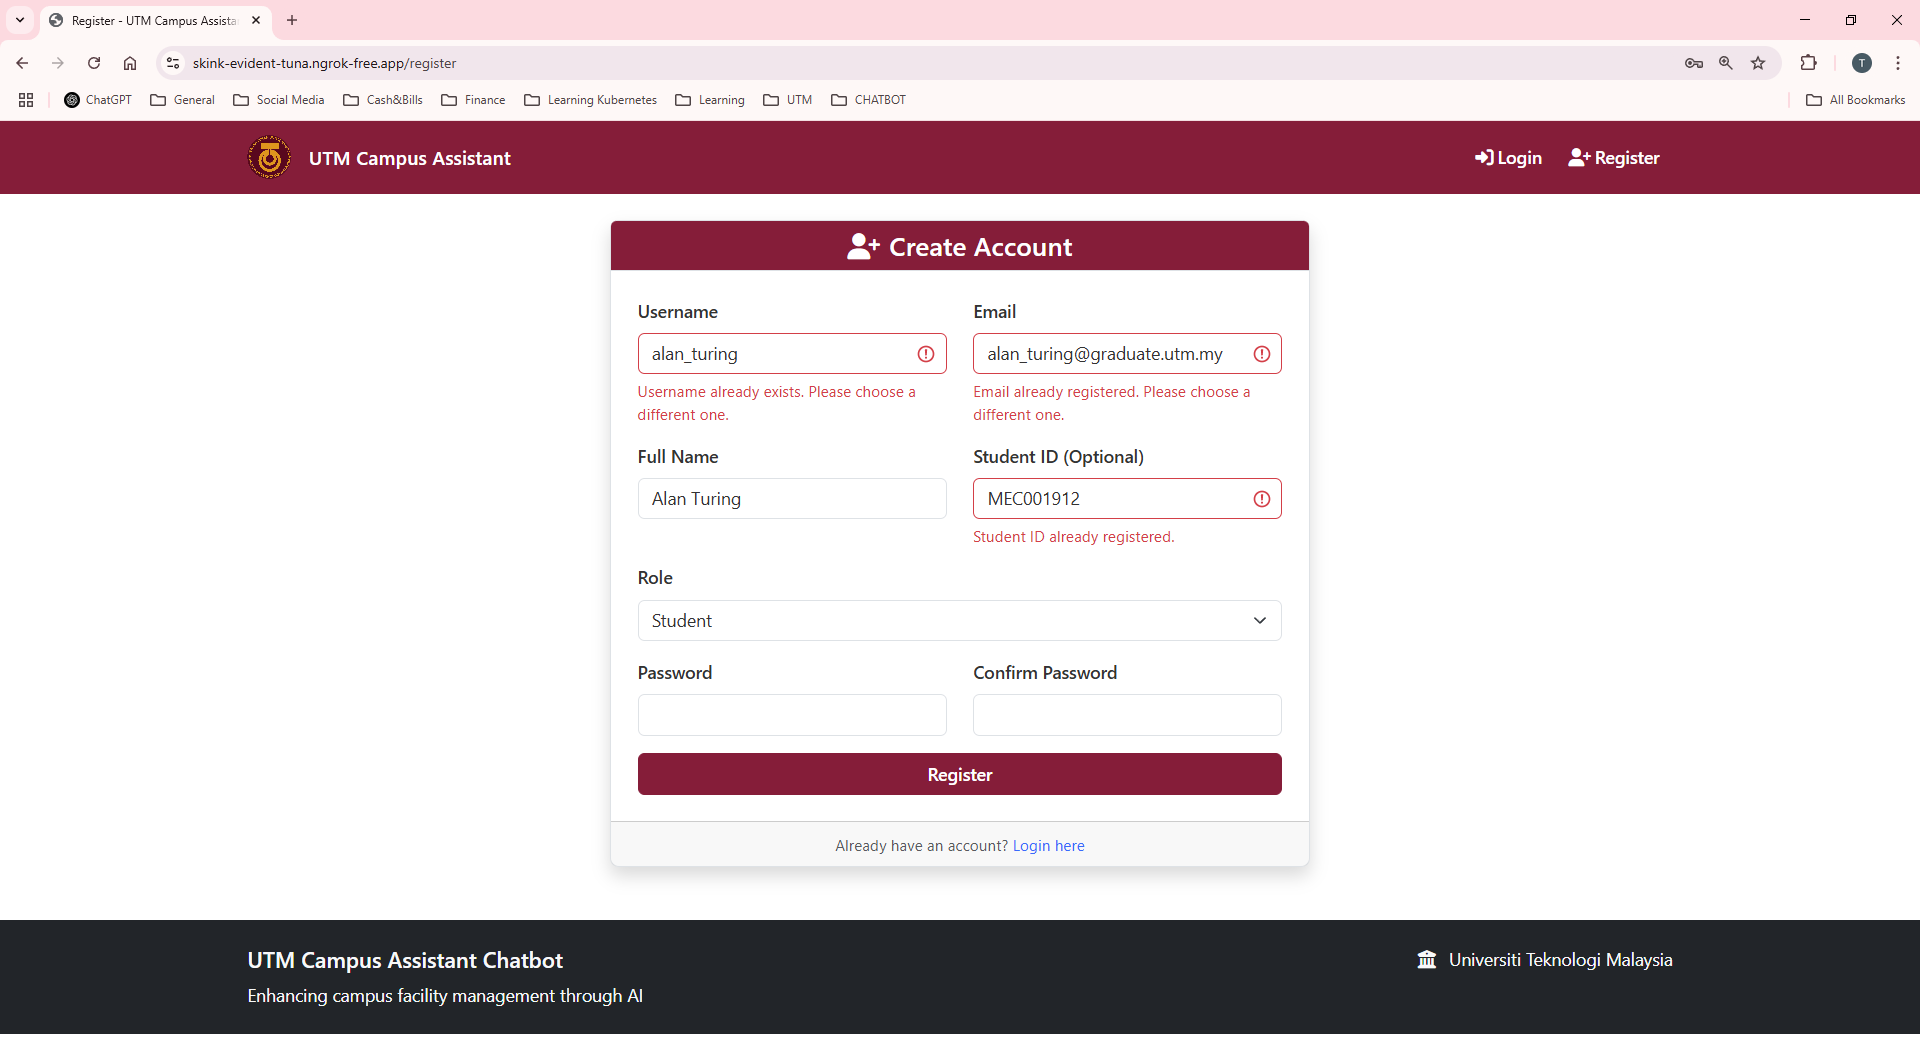 Register - UTM Campus Assista
skink-evident-tuna.ngrok-free.app/register
T
ChatGPT
General
Social Media
Cash&Bills
Finance
Learning Kubernetes
Learning
UTM
CHATBOT
All Bookmarks
UTM Campus Assistant
Login
Register
Create Account
Username
Email
alan_turing
alan_turing@graduate.utm.my
Username already exists. Please choose a
different one.
Email already registered. Please choose a
different one.
Full Name
Student ID (Optional)
Alan Turing
MEC001912
Student ID already registered.
Role
Student
Password
Confirm Password
Register
Already have an account? Login here
UTM Campus Assistant Chatbot
Universiti Teknologi Malaysia
Enhancing campus facility management through AI